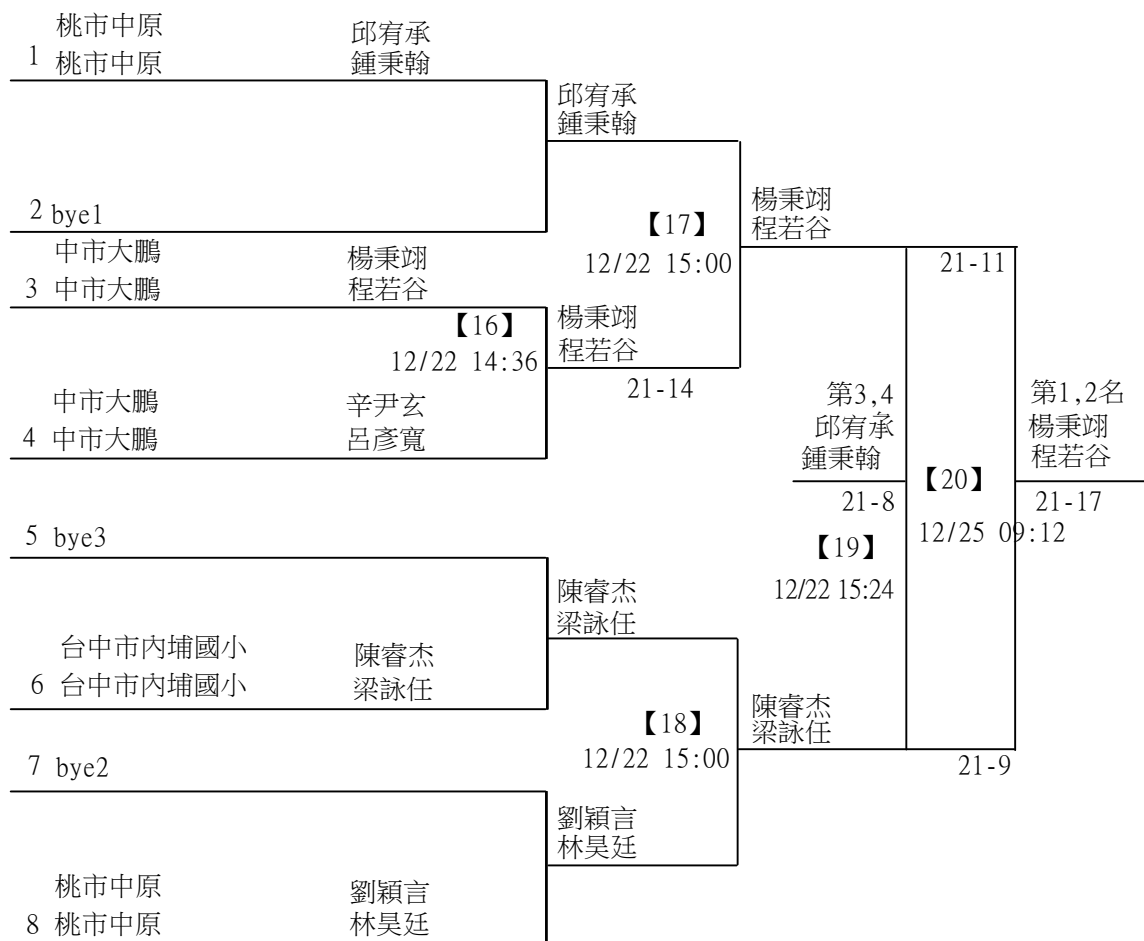 桃市中原 邱宥承
1 桃市中原 鍾秉翰
邱宥承
鍾秉翰
2 bye1
【17】
12/22 15:00
楊秉翊
程若谷
中市大鵬 楊秉翊
3 中市大鵬 程若谷
【16】
12/22 14:36
楊秉翊
程若谷
21-14
21-11
中市大鵬 辛尹玄
4 中市大鵬 呂彥寬
第3,4名
邱宥承
鍾秉翰
21-8
【19】
12/22 15:24
【20】
12/25 09:12
第1,2名
楊秉翊
程若谷
21-17
5 bye3
陳睿杰
梁詠任
台中市內埔國小 陳睿杰
6 台中市內埔國小 梁詠任
【18】
12/22 15:00
陳睿杰
梁詠任
21-9
7 bye2
劉穎言
林昊廷
桃市中原 劉穎言
8 桃市中原 林昊廷